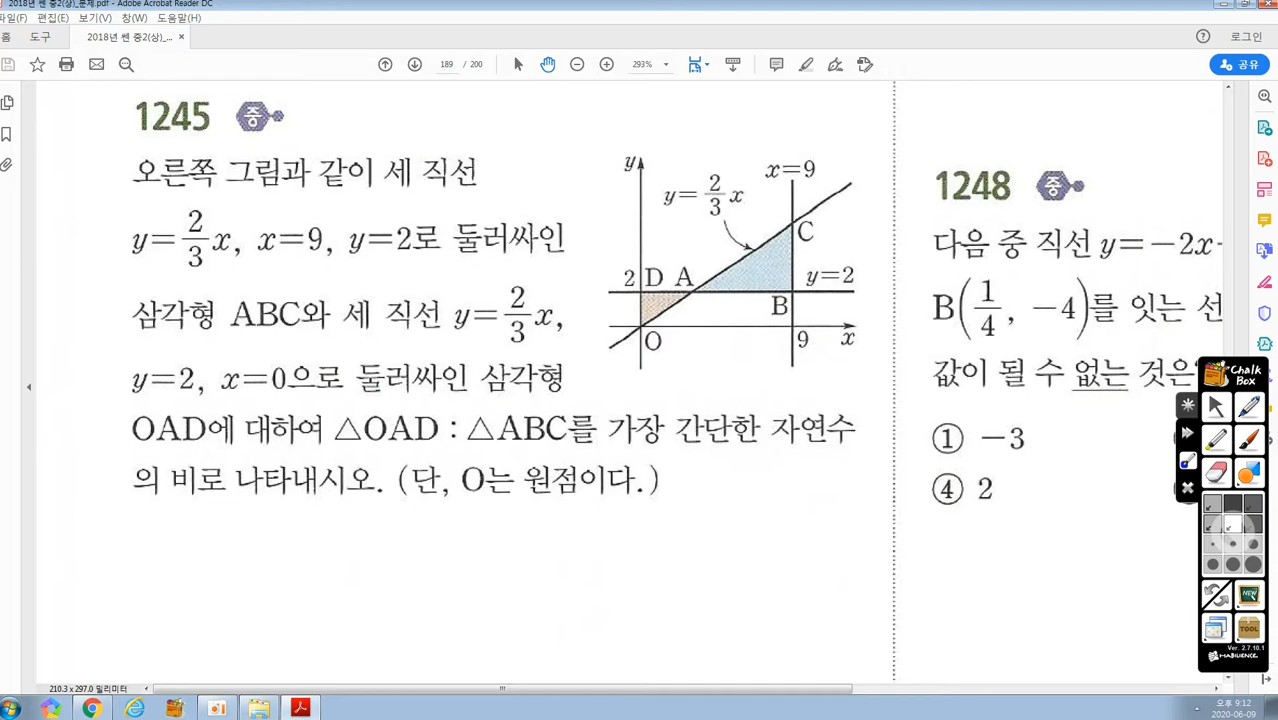 2018년 쎈 중2(상)_문제.pdf - Adobe Acrobat Reader DC
파일(F) 편집(E) 보기(V) 창(W) 도움말(H)
홈 도구 2018년 쎈 중2(상)_... × 로그인
189 / 200 293% 공유
1245 중
오른쪽 그림과 같이 세 직선
y=2/3x, x=9, y=2로 둘러싸인
삼각형 ABC와 세 직선 y=2/3x,
y=2, x=0으로 둘러싸인 삼각형
OAD에 대하여 △OAD : △ABC를 가장 간단한 자연수
의 비로 나타내시오. (단, O는 원점이다.)
y
x=9
y=2/3x
C
2 D A
y=2
B
O
9
x
1248 중
다음 중 직선 y=-2x-
B(1/4, -4)를 잇는 선
값이 될 수 없는 것은
① -3
④ 2
Chalk
Box
NEW
TOOL
Ver. 2.7.10.1
MABILIENCE
210.3 x 297.0 밀리미터
오후 9:12
2020-06-09